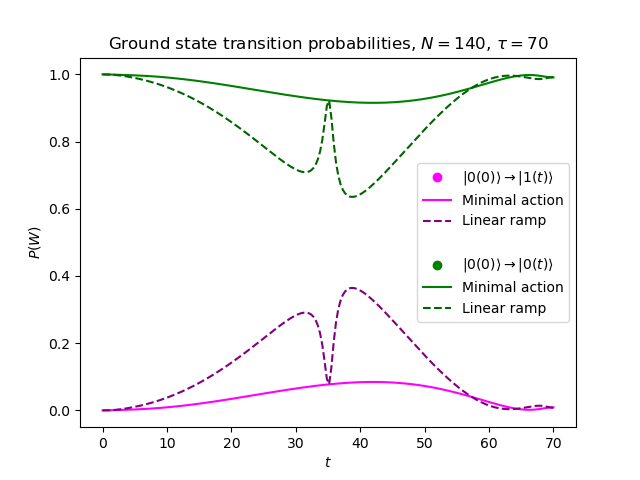 Ground state transition probabilities, $N = 140$, $\tau = 70$
1.0
0.8
0.6
0.4
0.2
0.0
P(W)
|0(0)⟩→|1(t)⟩
Minimal action
Linear ramp
|0(0)⟩→|0(t)⟩
Minimal action
Linear ramp
0 10 20 30 40 50 60 70
t